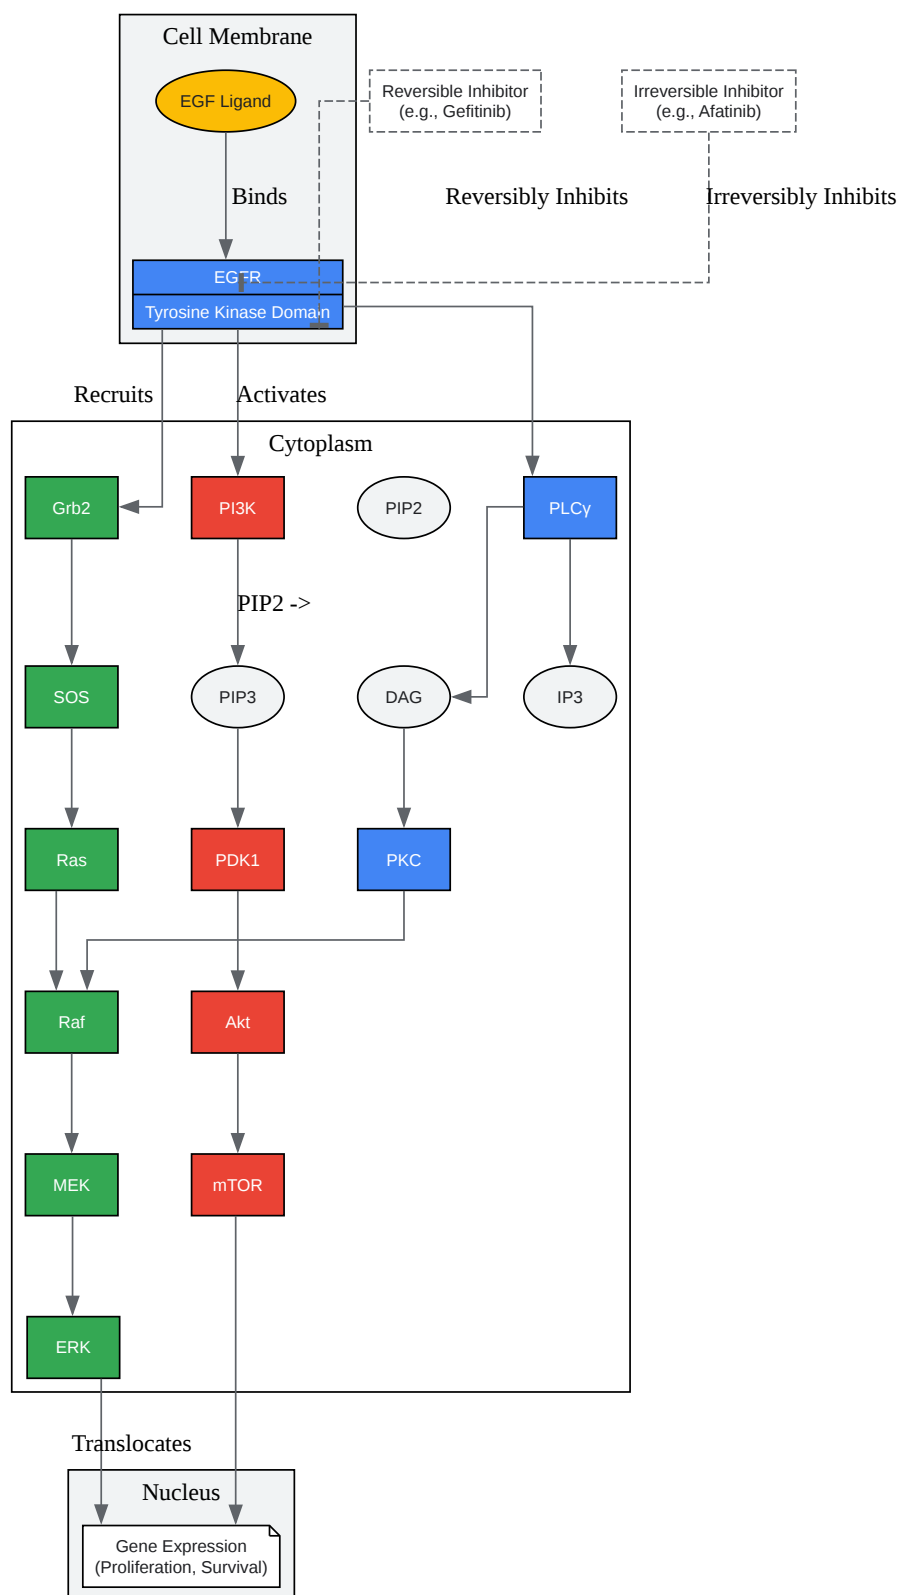 Cell Membrane
EGF Ligand
Reversible Inhibitor
(e.g., Gefitinib)
Irreversible Inhibitor
(e.g., Afatinib)
Binds
Reversibly Inhibits
Irreversibly Inhibits
EGFR
Tyrosine Kinase Domain
Recruits
Activates
Cytoplasm
Grb2
PI3K
PIP2
PLCγ
PIP2 ->
SOS
PIP3
DAG
IP3
Ras
PDK1
PKC
Raf
Akt
MEK
mTOR
ERK
Translocates
Nucleus
Gene Expression
(Proliferation, Survival)